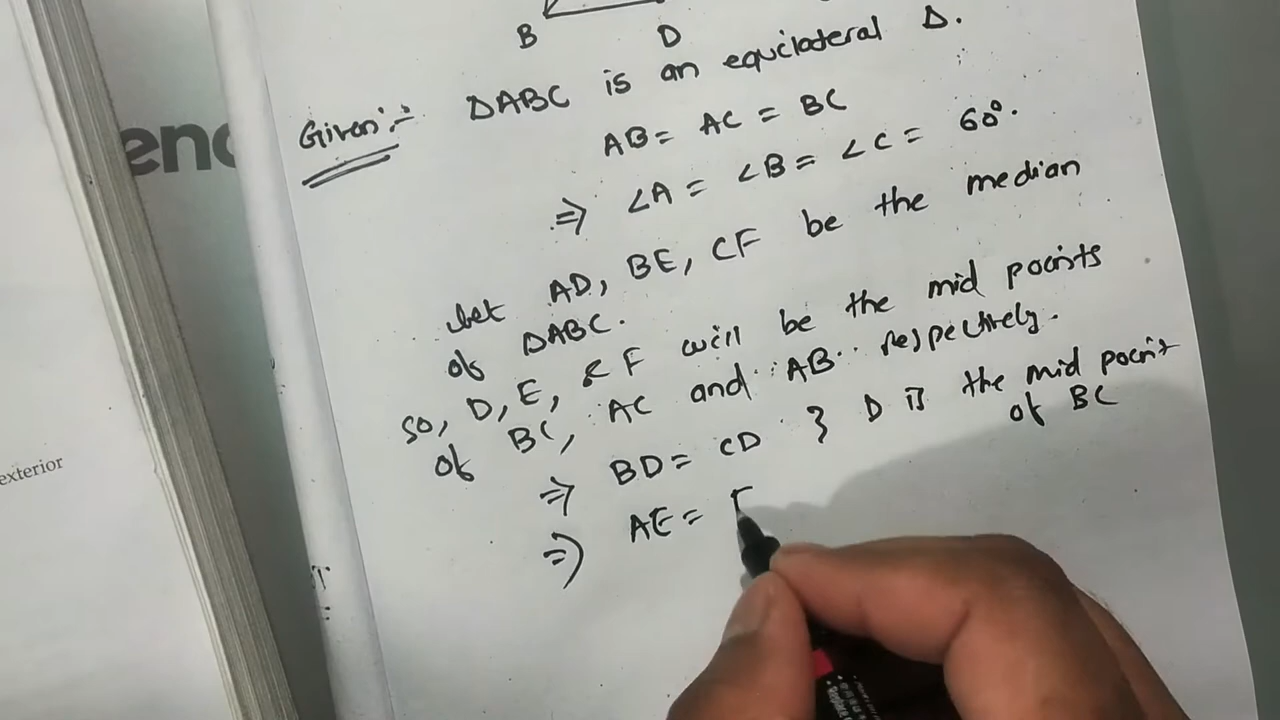 B D
Given:- ΔABC is an equilateral Δ.
AB = AC = BC
⇒ ∠A = ∠B = ∠C = 60°.
let AD, BE, CF be the median
of ΔABC.
so, D, E, & F will be the mid points
of BC, AC and AB respectively.
⇒ BD = CD } D is the mid point
of BC
⇒ AE =
enc
exterior